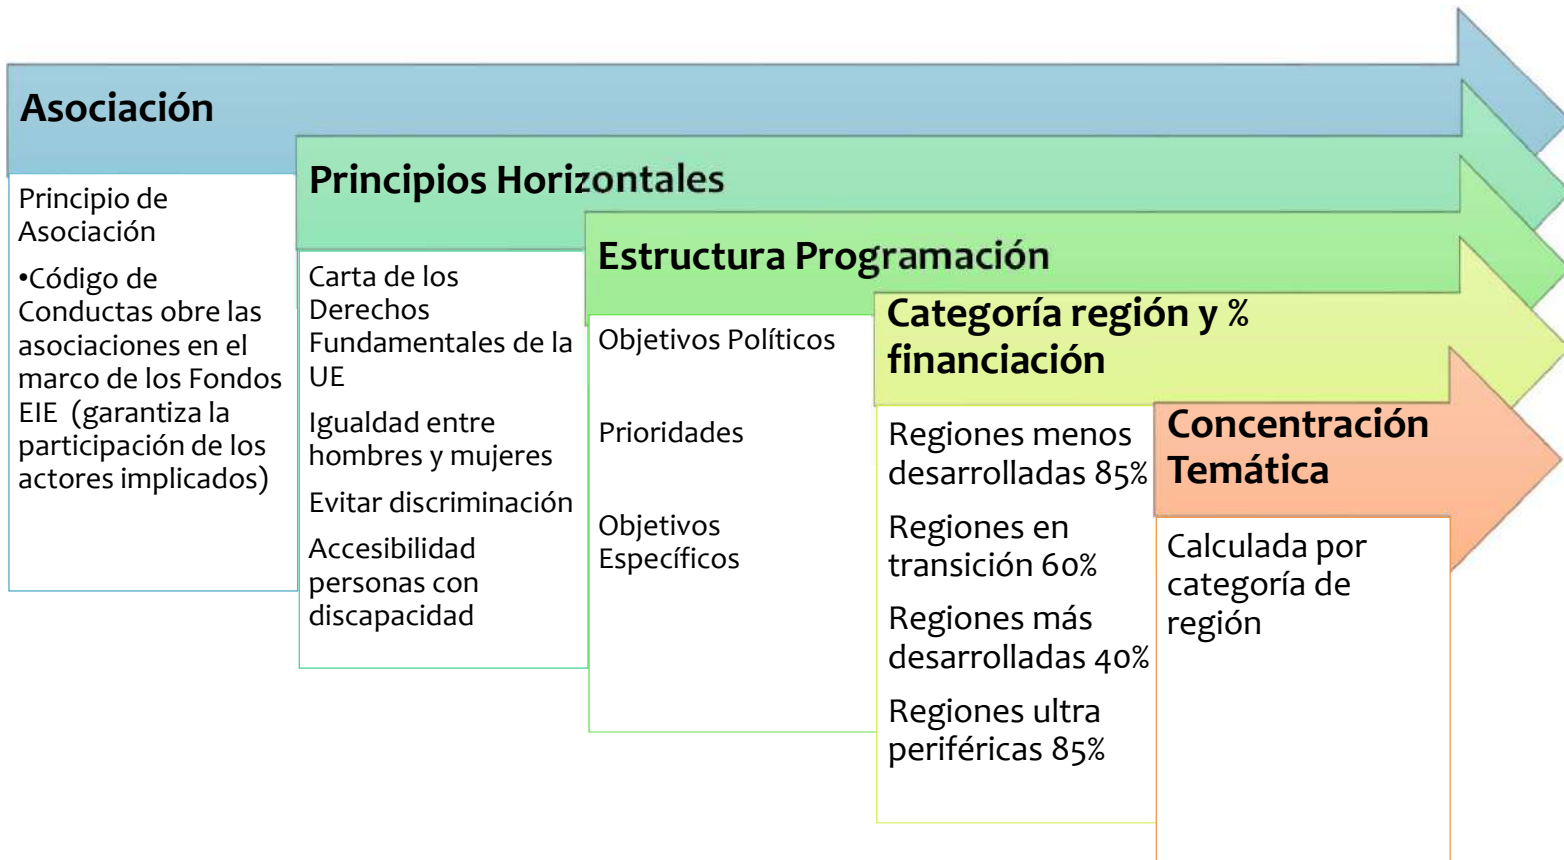 Asociación
Principio de
Asociación
•Código de
Conductas obre las
asociaciones en el
marco de los Fondos
EIE (garantiza la
participación de los
actores implicados)
Principios Horizontales
Carta de los
Derechos
Fundamentales de la
UE
Igualdad entre
hombres y mujeres
Evitar discriminación
Accesibilidad
personas con
discapacidad
Estructura Programación
Objetivos Políticos
Prioridades
Objetivos
Específicos
Categoría región y %
financiación
Regiones menos
desarrolladas 85%
Regiones en
transición 60%
Regiones más
desarrolladas 40%
Regiones ultra
periféricas 85%
Concentración
Temática
Calculada por
categoría de
región